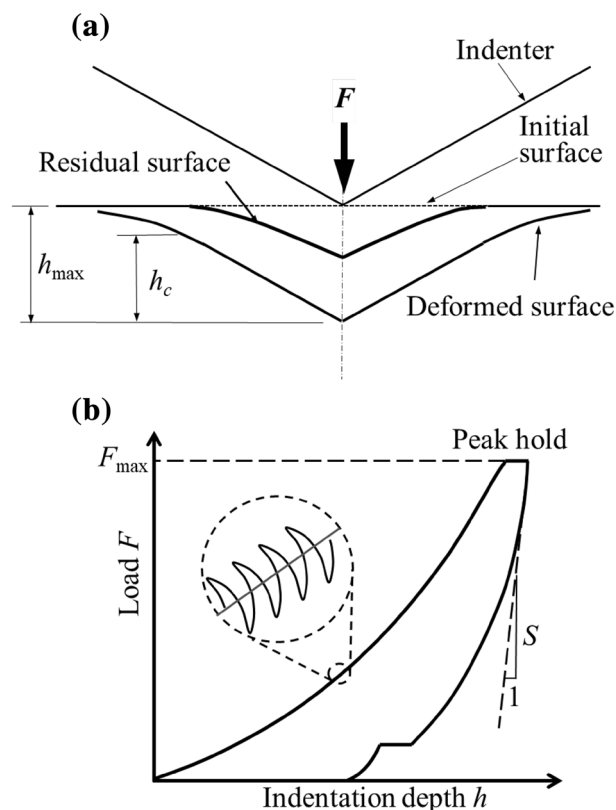 (a)
Indenter
F
Initial
surface
Residual surface
h_max
h_c
Deformed surface
(b)
Peak hold
F_max
Load F
S
1
Indentation depth h